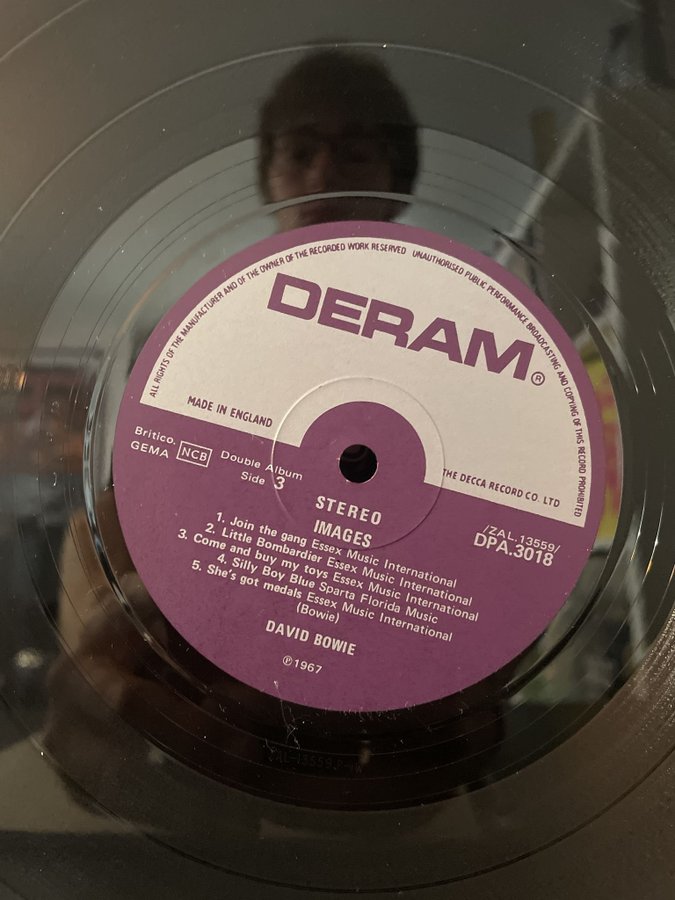 ALL RIGHTS OF THE MANUFACTURER AND OF THE OWNER OF THE RECORDED WORK RESERVED UNAUTHORISED PUBLIC PERFORMANCE BROADCASTING AND COPYING OF THIS RECORD PROHIBITED
DERAM®
MADE IN ENGLAND
THE DECCA RECORD CO. LTD
Britico.
GEMA
NCB
Double Album
Side 3
/ZAL.13559/
DPA.3018
STEREO
IMAGES
1. Join the gang Essex Music International
2. Little Bombardier Essex Music International
3. Come and buy my toys Essex Music International
4. Silly Boy Blue Sparta Florida Music
5. She's got medals Essex Music International
(Bowie)
DAVID BOWIE
℗1967